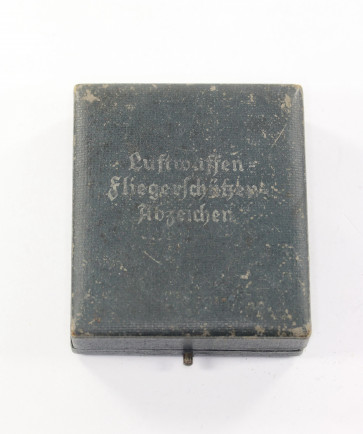 Luftwaffen-
Fliegerschützen-
Abzeichen